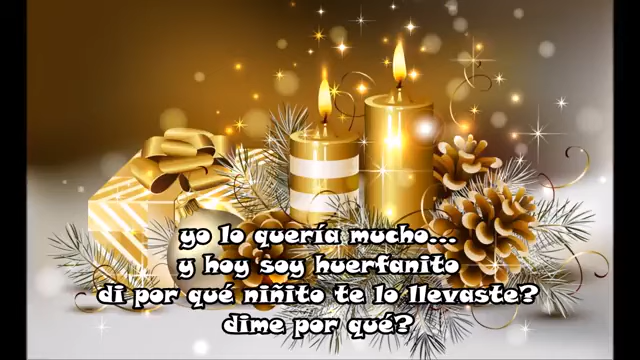 yo lo quería mucho...
y hoy soy huerfanito
di por qué niñito te lo llevaste?
dime por qué?